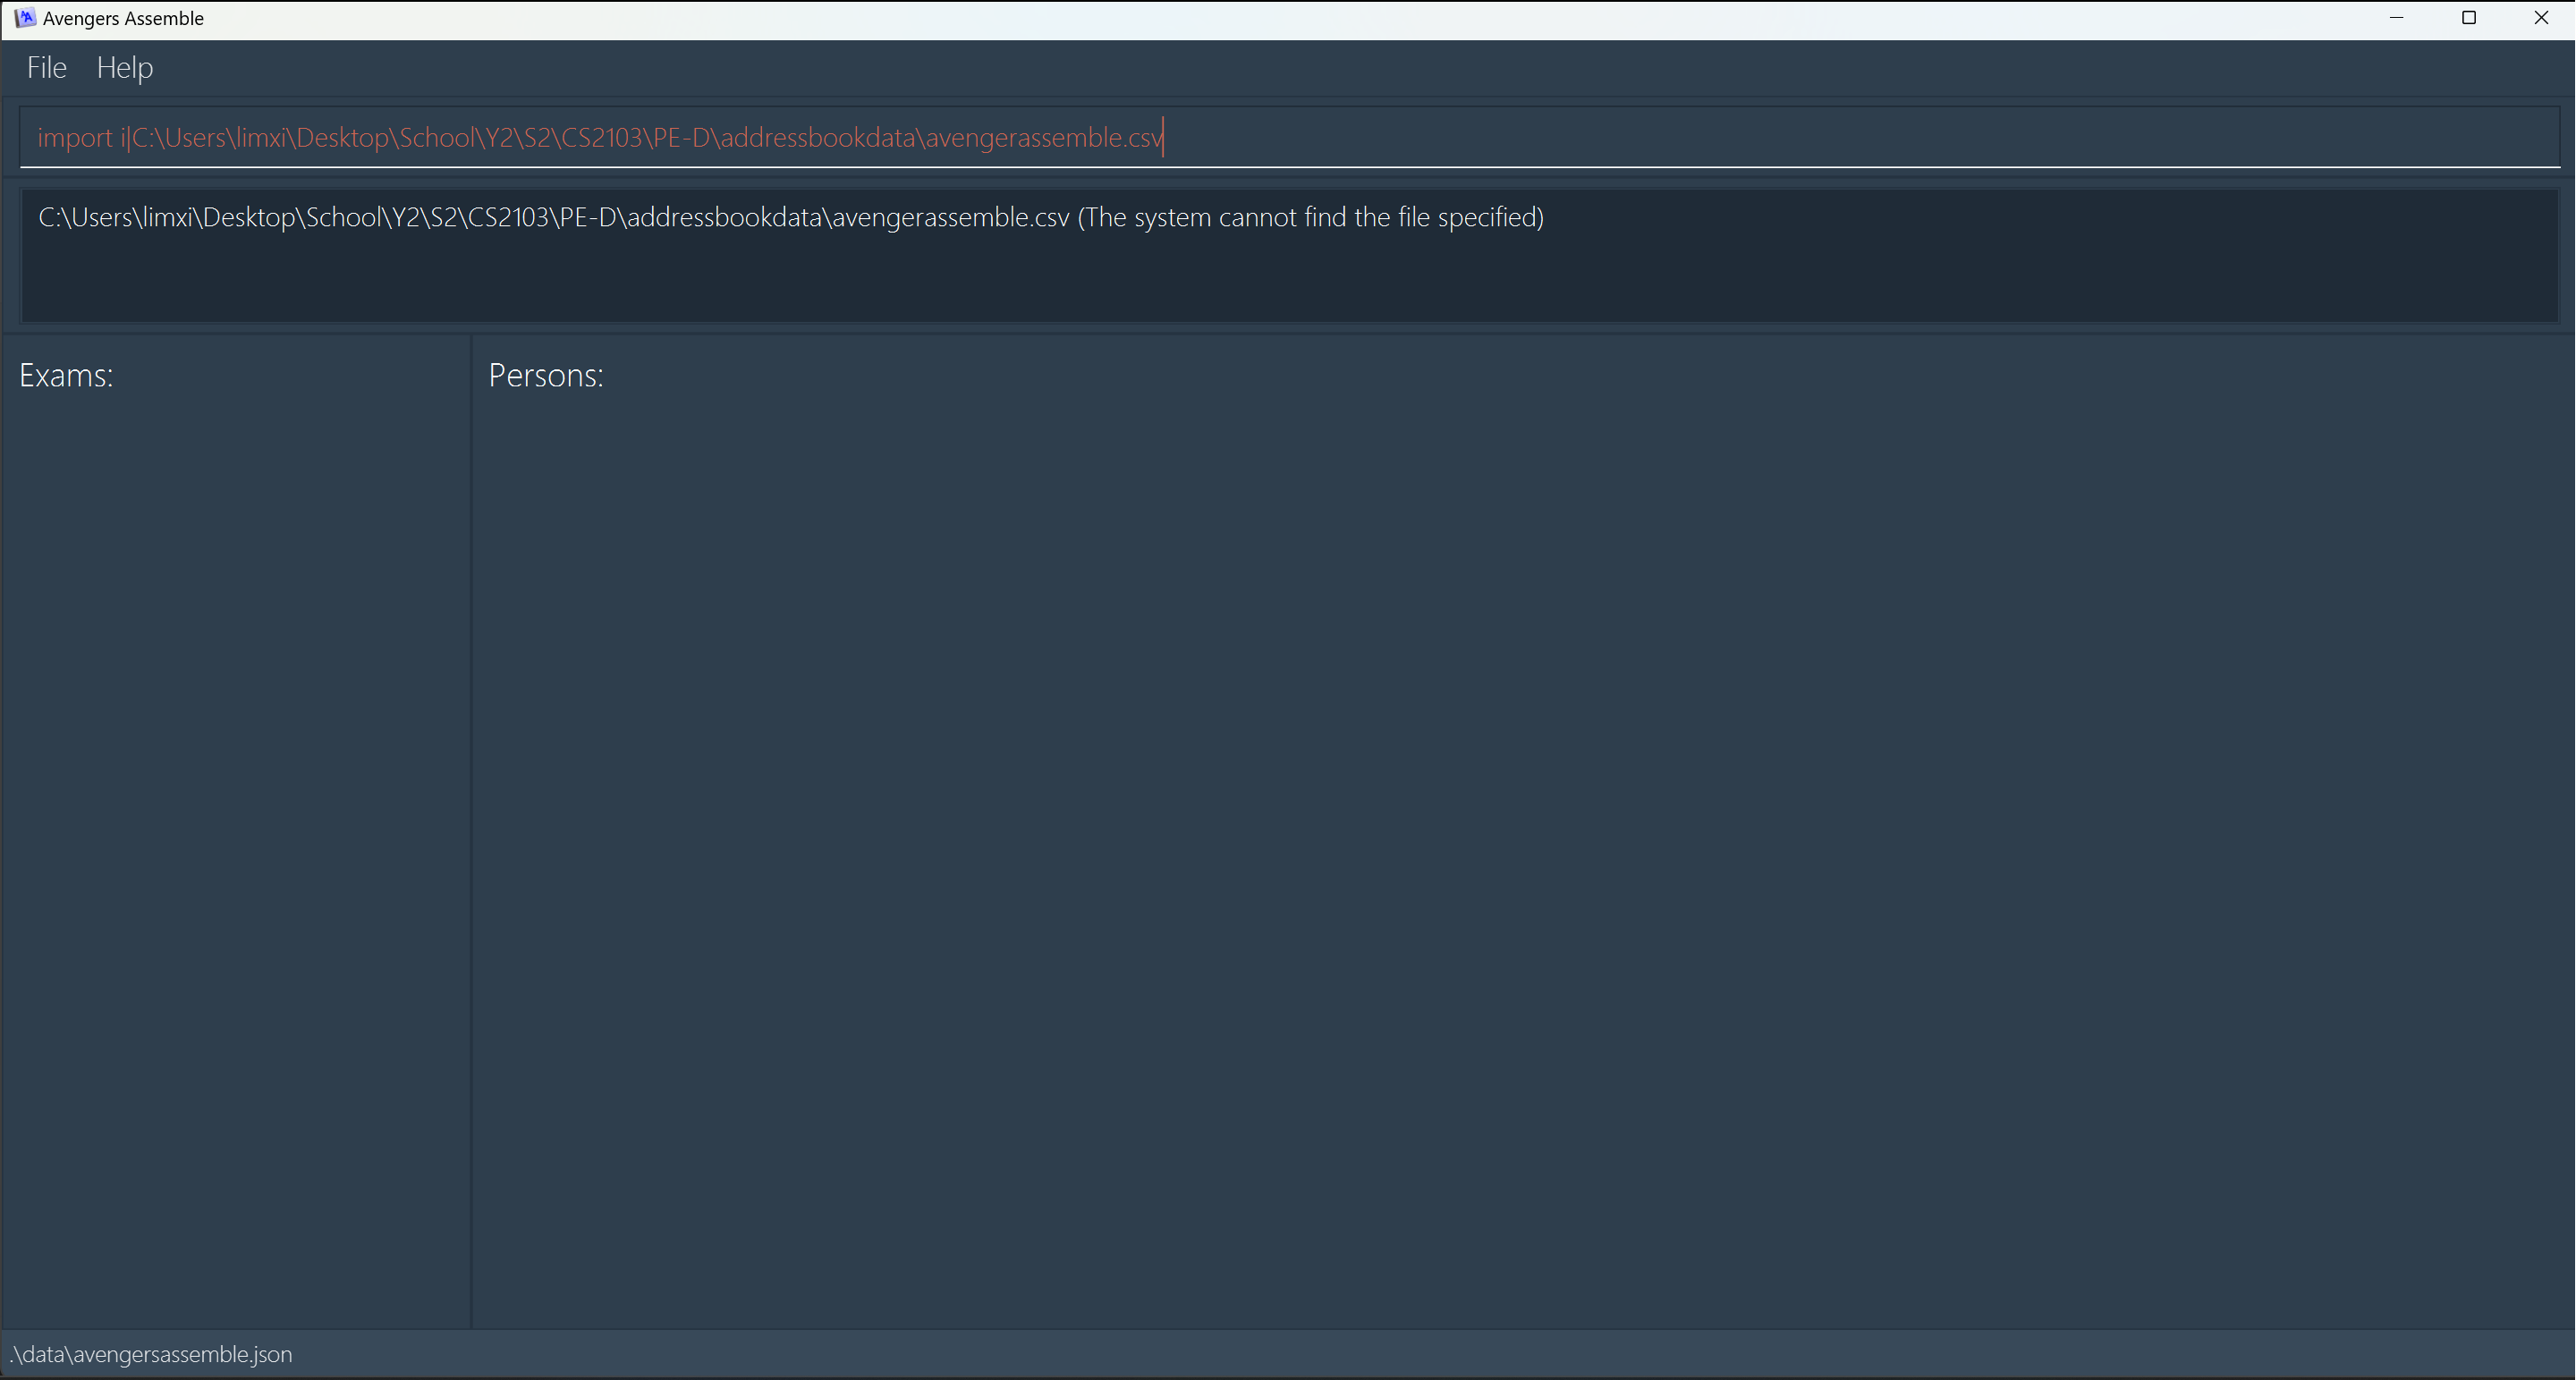 Avengers Assemble
File Help
import i|C:\Users\limxi\Desktop\School\Y2\S2\CS2103\PE-D\addressbookdata\avengerassemble.csv
C:\Users\limxi\Desktop\School\Y2\S2\CS2103\PE-D\addressbookdata\avengerassemble.csv (The system cannot find the file specified)
Exams:
Persons:
.\data\avengersassemble.json